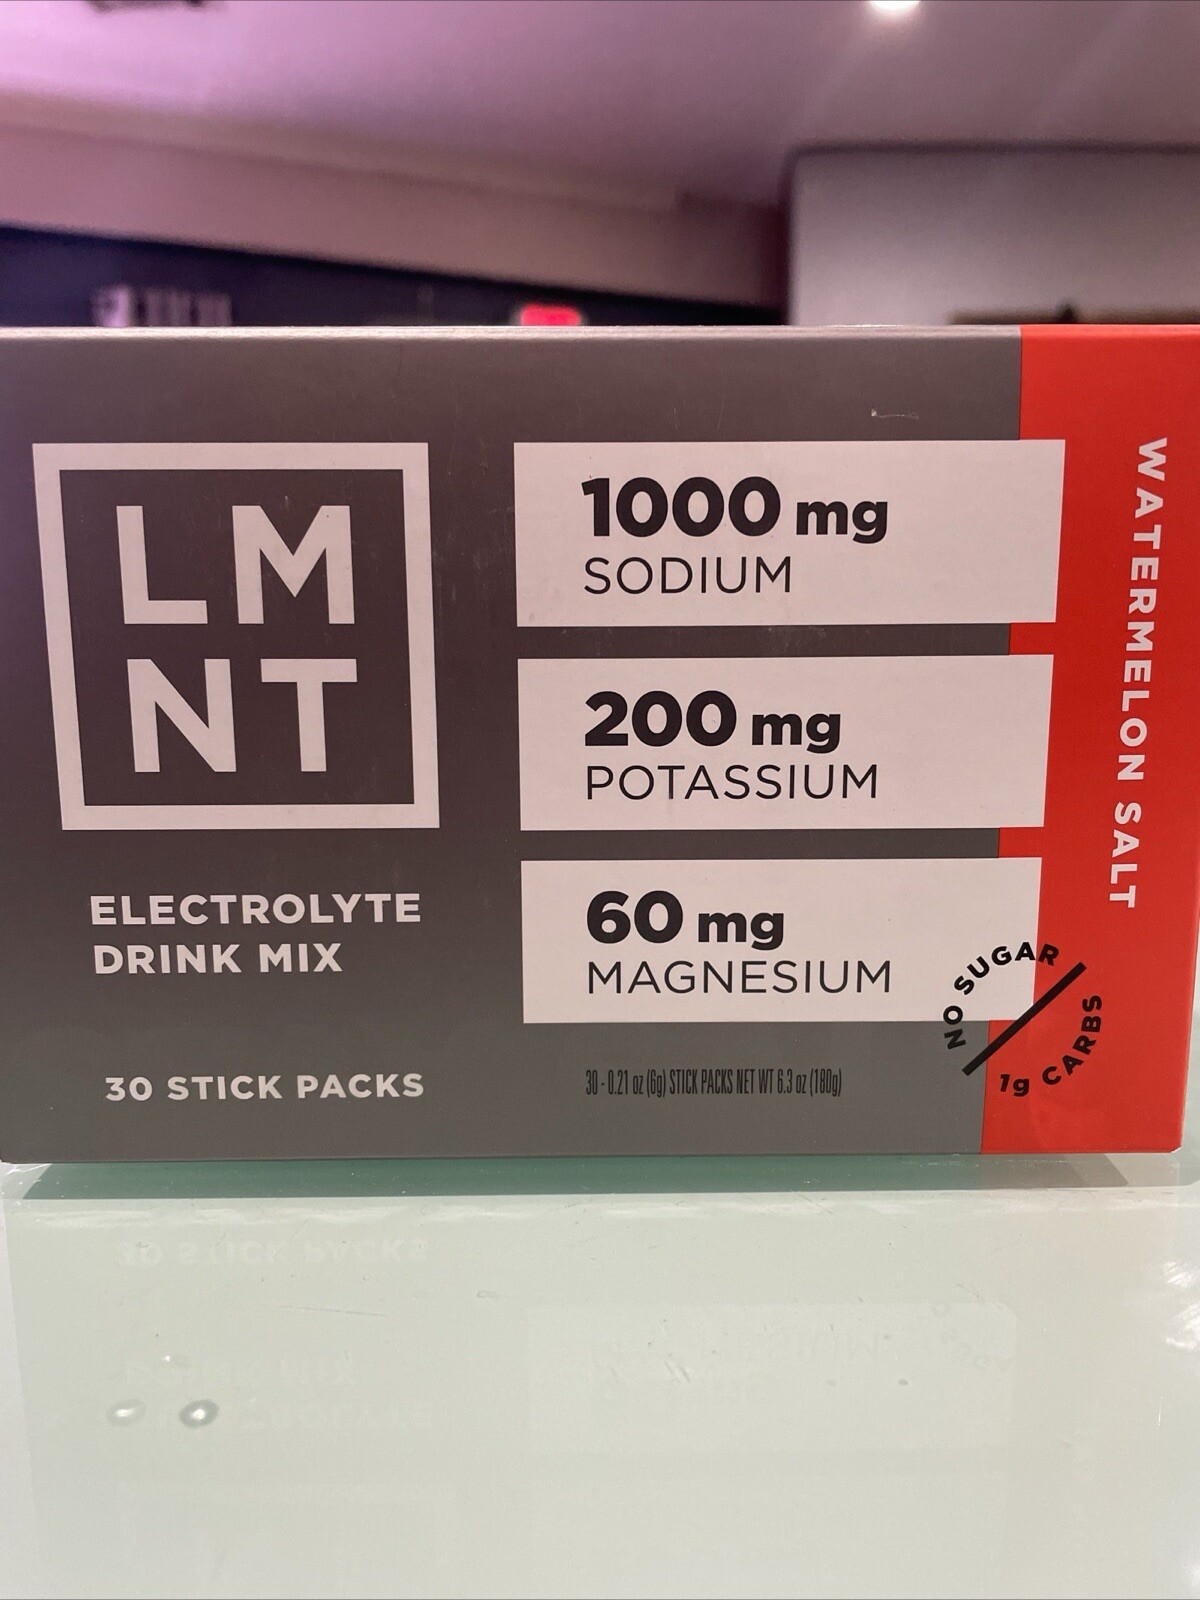 LM
NT
ELECTROLYTE
DRINK MIX
30 STICK PACKS
1000 mg
SODIUM
200 mg
POTASSIUM
60 mg
MAGNESIUM
30 - 0.21 oz (6g) STICK PACKS NET WT 6.3 oz (180g)
NO SUGAR
1g CARBS
WATERMELON SALT